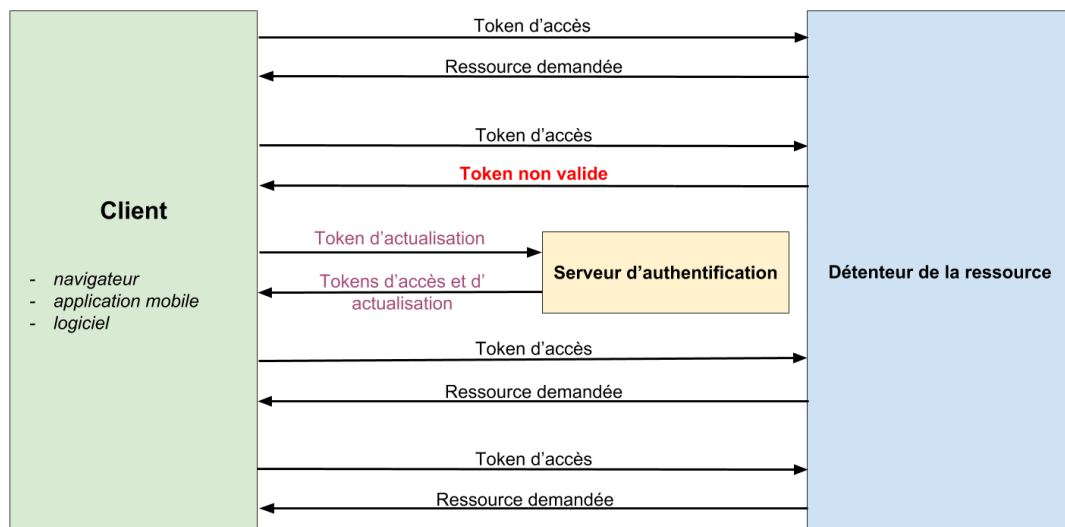 Token d'accès
Ressource demandée
Token d'accès
Token non valide
Client
- navigateur
- application mobile
- logiciel
Token d'actualisation
Tokens d'accès et d'
actualisation
Serveur d'authentification
Détenteur de la ressource
Token d'accès
Ressource demandée
Token d'accès
Ressource demandée